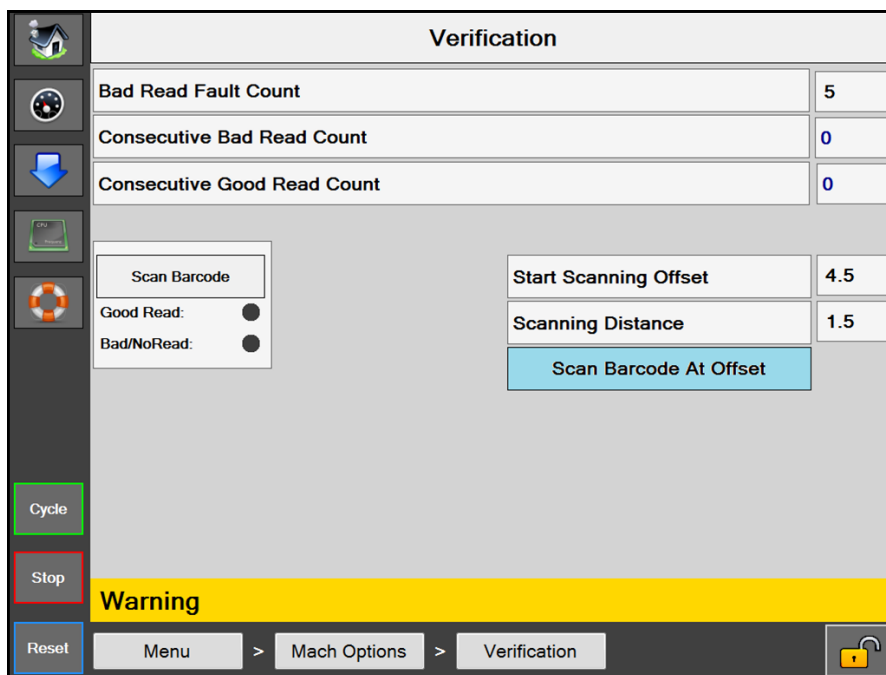 Verification
Bad Read Fault Count 5
Consecutive Bad Read Count 0
Consecutive Good Read Count 0
Scan Barcode
Good Read:
Bad/NoRead:
Start Scanning Offset 4.5
Scanning Distance 1.5
Scan Barcode At Offset
Cycle
Stop
Warning
Reset
Menu > Mach Options > Verification